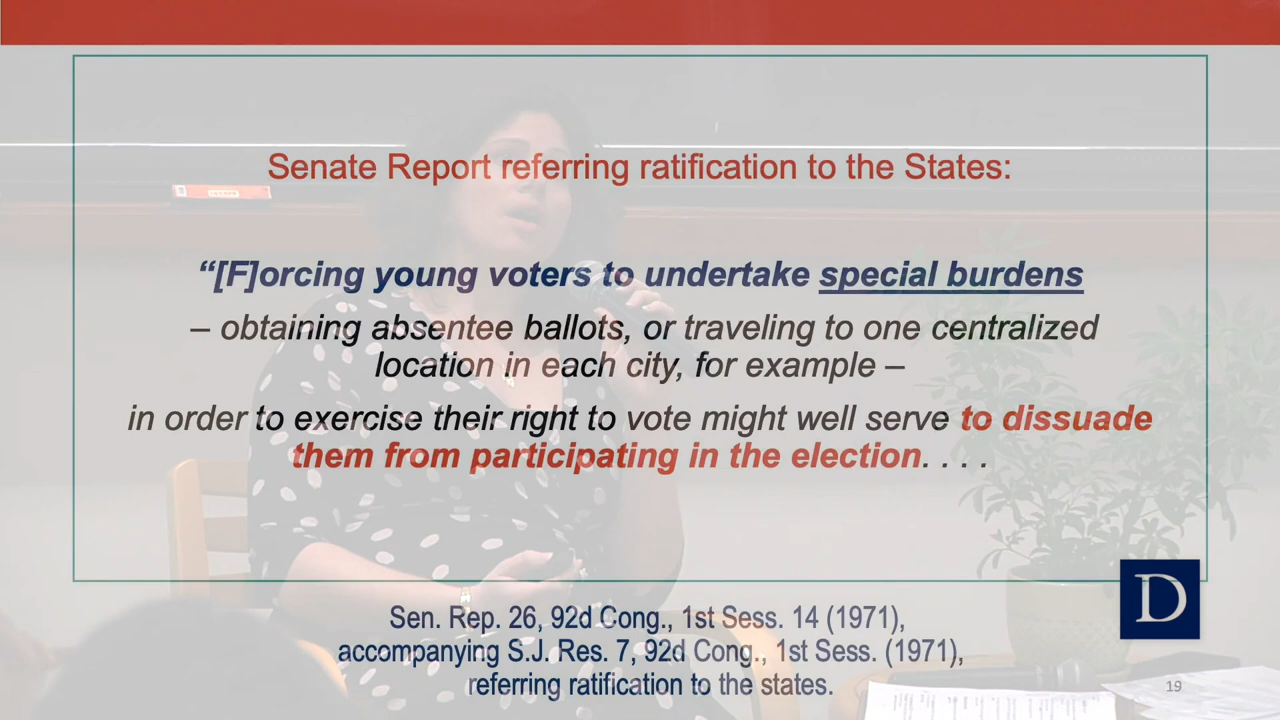 Senate Report referring ratification to the States:
“[F]orcing young voters to undertake special burdens
– obtaining absentee ballots, or traveling to one centralized
location in each city, for example –
in order to exercise their right to vote might well serve to dissuade
them from participating in the election. . . .
D
Sen. Rep. 26, 92d Cong., 1st Sess. 14 (1971),
accompanying S.J. Res. 7, 92d Cong., 1st Sess. (1971),
referring ratification to the states.
19